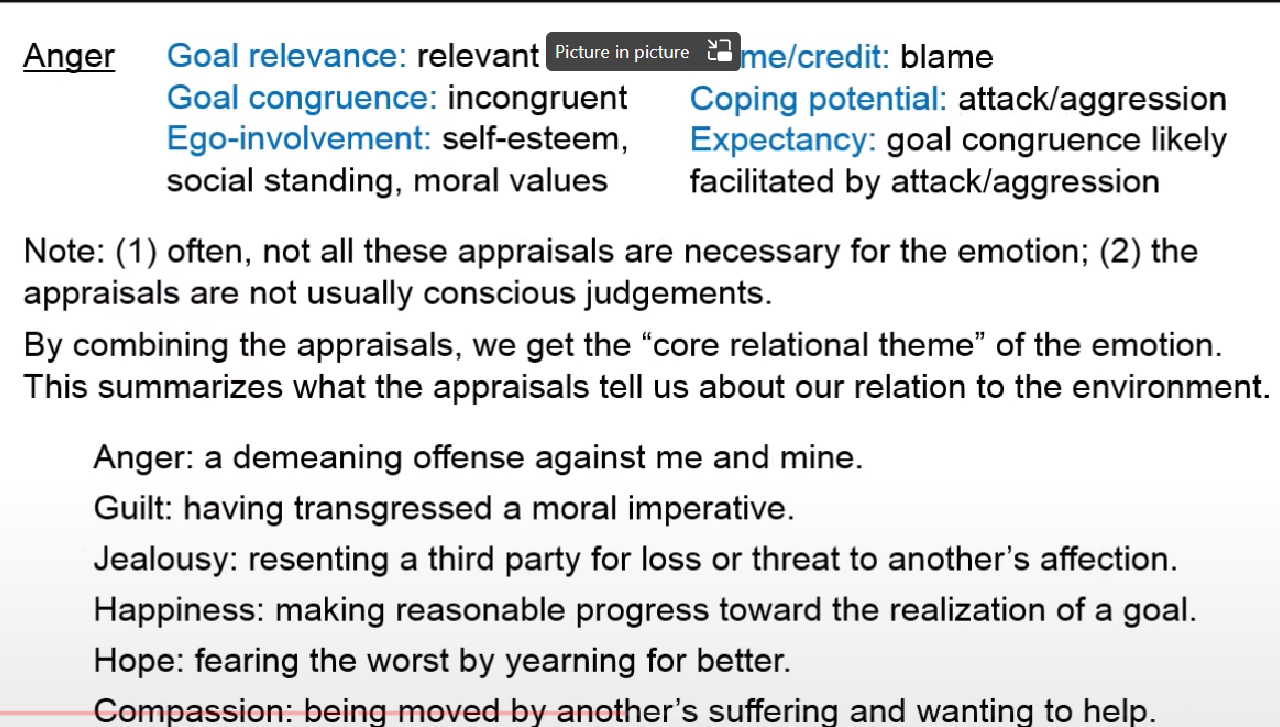 Anger Goal relevance: relevant Picture in picture me/credit: blame
Goal congruence: incongruent Coping potential: attack/aggression
Ego-involvement: self-esteem, Expectancy: goal congruence likely
social standing, moral values facilitated by attack/aggression
Note: (1) often, not all these appraisals are necessary for the emotion; (2) the
appraisals are not usually conscious judgements.
By combining the appraisals, we get the “core relational theme” of the emotion.
This summarizes what the appraisals tell us about our relation to the environment.
Anger: a demeaning offense against me and mine.
Guilt: having transgressed a moral imperative.
Jealousy: resenting a third party for loss or threat to another’s affection.
Happiness: making reasonable progress toward the realization of a goal.
Hope: fearing the worst by yearning for better.
Compassion: being moved by another’s suffering and wanting to help.